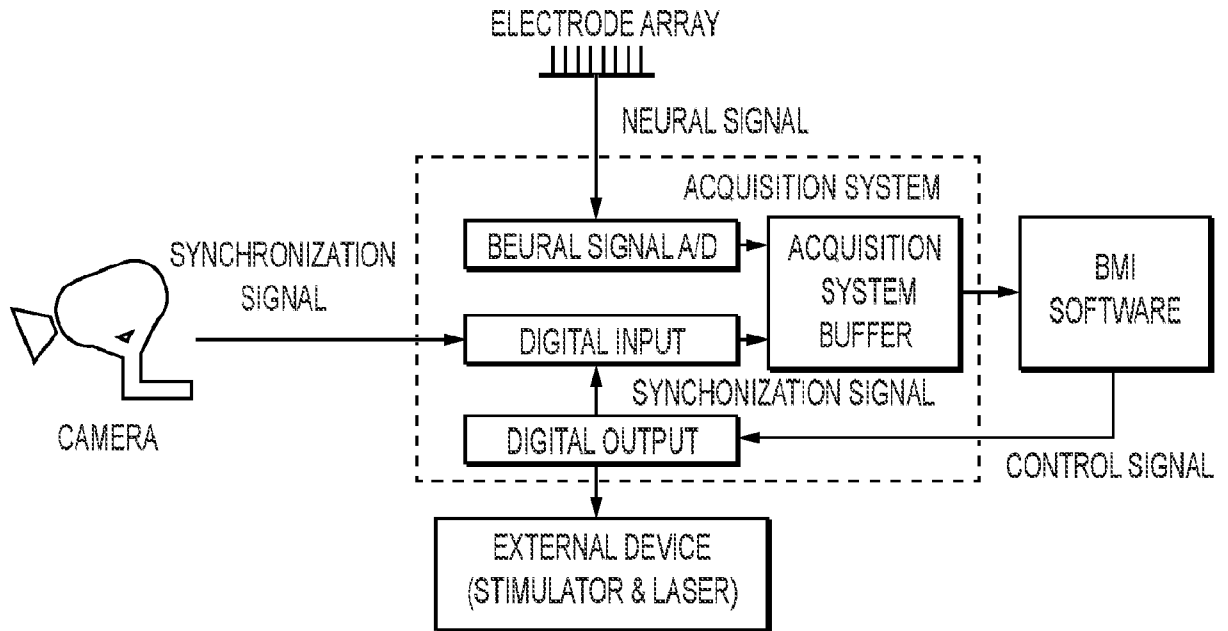 ELECTRODE ARRAY
NEURAL SIGNAL
ACQUISITION SYSTEM
SYNCHRONIZATION
SIGNAL
BEURAL SIGNAL A/D
ACQUISITION
SYSTEM
BUFFER
BMI
SOFTWARE
DIGITAL INPUT
SYNCHONIZATION SIGNAL
CAMERA
DIGITAL OUTPUT
CONTROL SIGNAL
EXTERNAL DEVICE
(STIMULATOR & LASER)